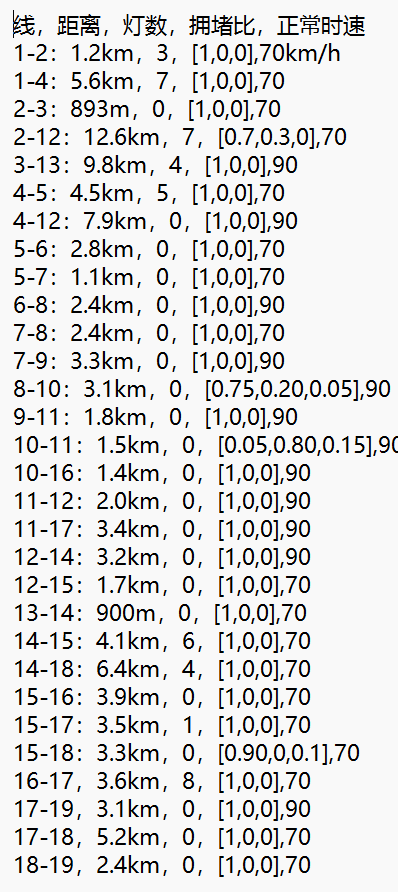 线，距离，灯数，拥堵比，正常时速
1-2：1.2km，3，[1,0,0],70km/h
1-4：5.6km，7，[1,0,0],70
2-3：893m，0，[1,0,0],70
2-12：12.6km，7，[0.7,0.3,0],70
3-13：9.8km，4，[1,0,0],90
4-5：4.5km，5，[1,0,0],70
4-12：7.9km，0，[1,0,0],90
5-6：2.8km，0，[1,0,0],70
5-7：1.1km，0，[1,0,0],70
6-8：2.4km，0，[1,0,0],90
7-8：2.4km，0，[1,0,0],70
7-9：3.3km，0，[1,0,0],90
8-10：3.1km，0，[0.75,0.20,0.05],90
9-11：1.8km，0，[1,0,0],90
10-11：1.5km，0，[0.05,0.80,0.15],90
10-16：1.4km，0，[1,0,0],90
11-12：2.0km，0，[1,0,0],90
11-17：3.4km，0，[1,0,0],90
12-14：3.2km，0，[1,0,0],90
12-15：1.7km，0，[1,0,0],70
13-14：900m，0，[1,0,0],70
14-15：4.1km，6，[1,0,0],70
14-18：6.4km，4，[1,0,0],70
15-16：3.9km，0，[1,0,0],70
15-17：3.5km，1，[1,0,0],70
15-18：3.3km，0，[0.90,0,0.1],70
16-17，3.6km，8，[1,0,0],70
17-19，3.1km，0，[1,0,0],90
17-18，5.2km，0，[1,0,0],70
18-19，2.4km，0，[1,0,0],70